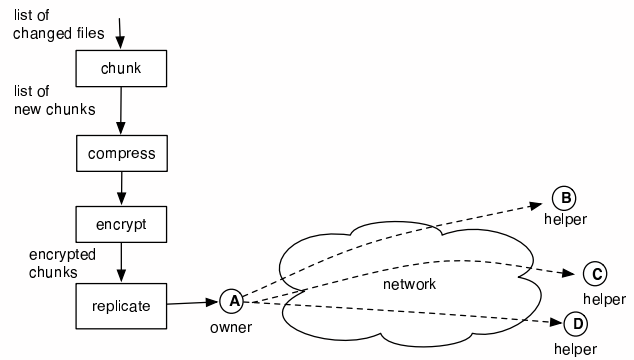 list of
changed files
chunk
list of
new chunks
compress
encrypt
encrypted
chunks
replicate
A
owner
network
B
helper
C
helper
D
helper